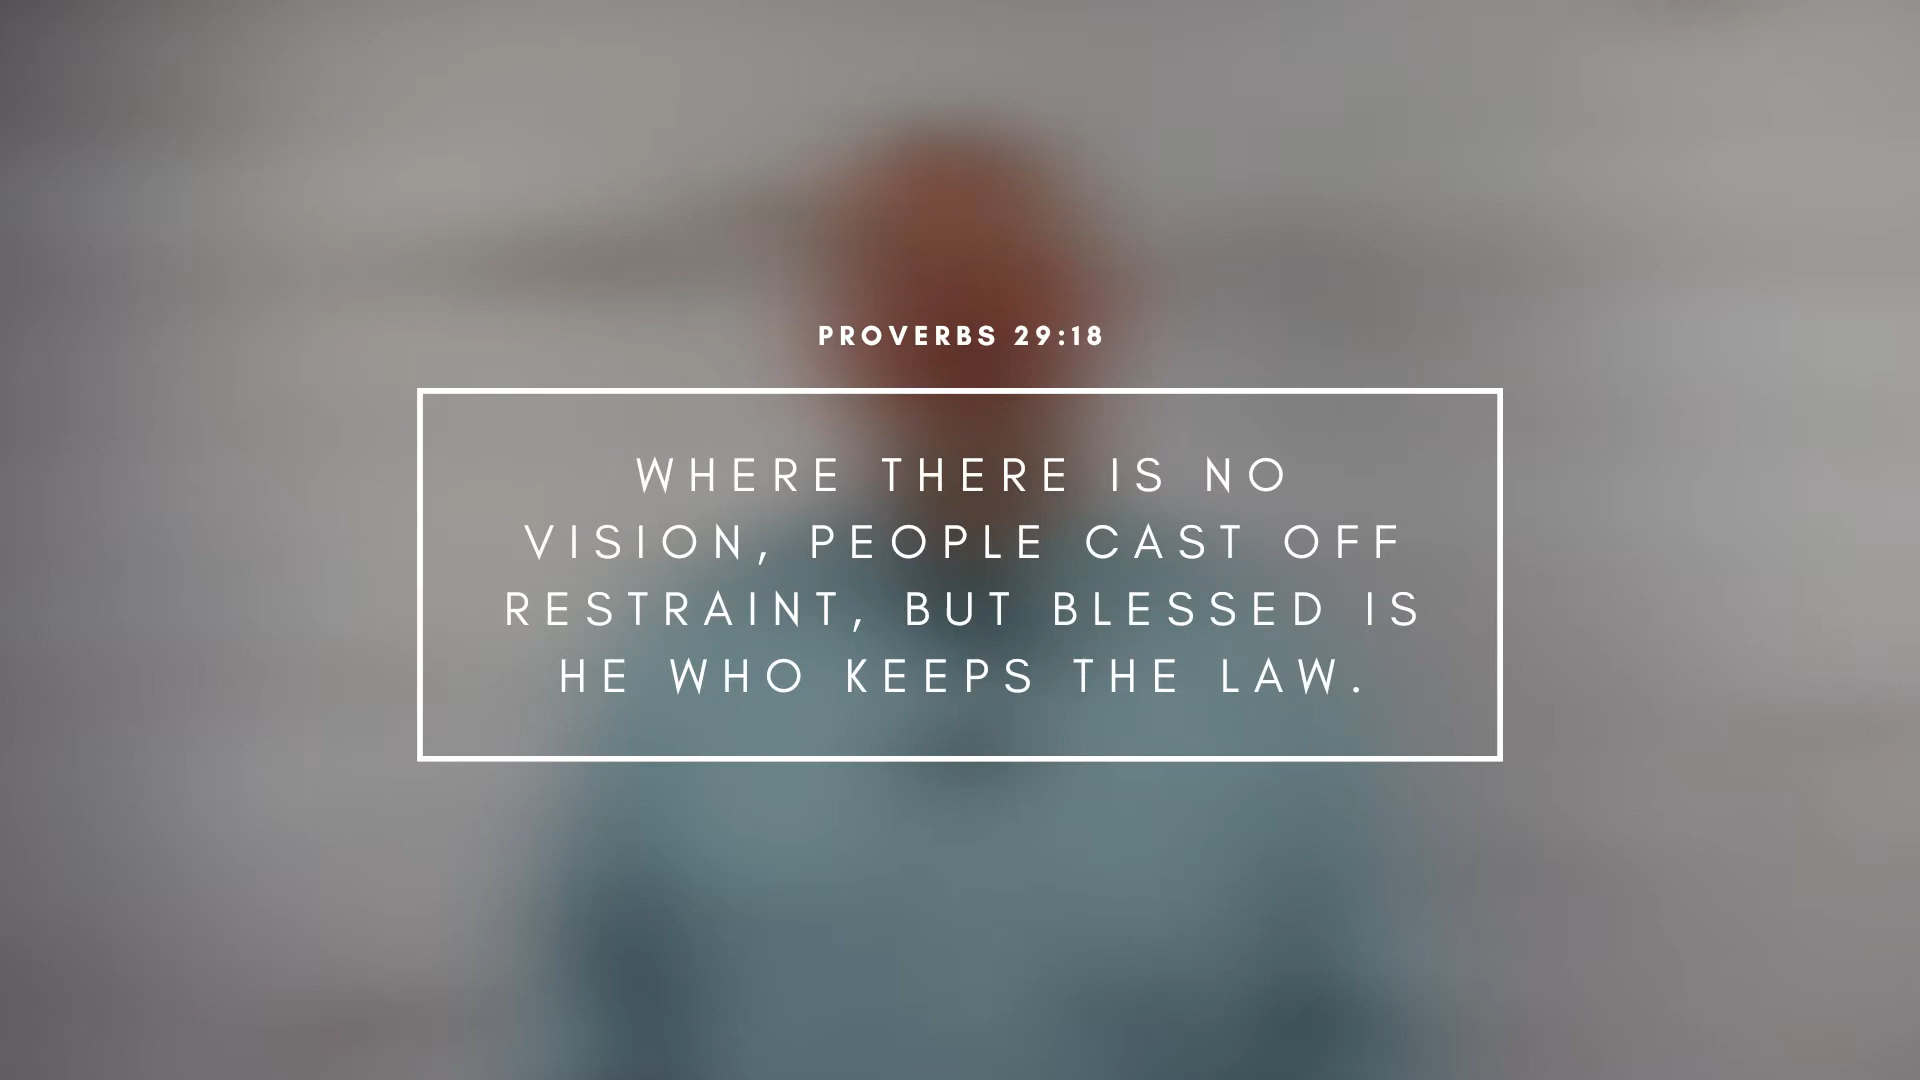 PROVERBS 29:18
WHERE THERE IS NO
VISION, PEOPLE CAST OFF
RESTRAINT, BUT BLESSED IS
HE WHO KEEPS THE LAW.